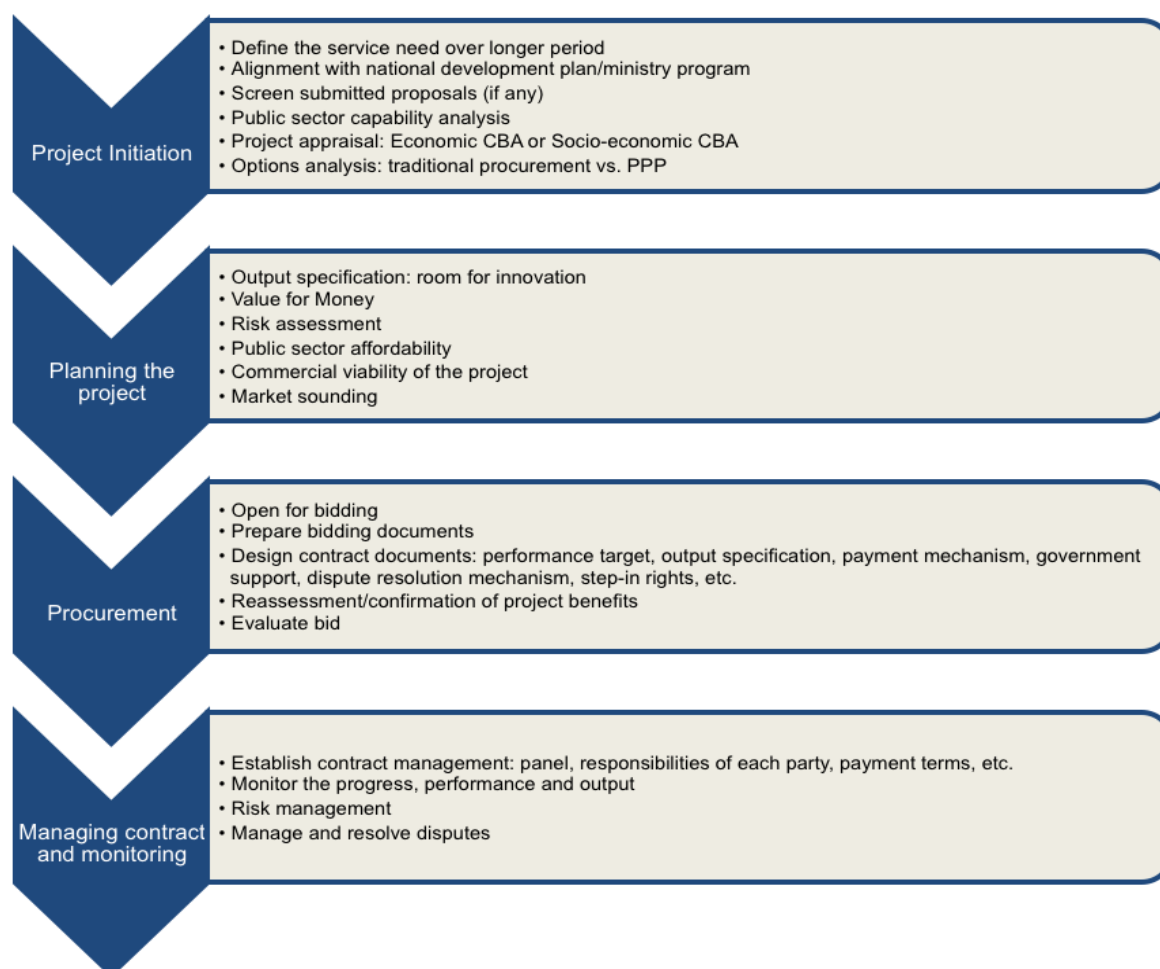 Project Initiation
• Define the service need over longer period
• Alignment with national development plan/ministry program
• Screen submitted proposals (if any)
• Public sector capability analysis
• Project appraisal: Economic CBA or Socio-economic CBA
• Options analysis: traditional procurement vs. PPP
Planning the
project
• Output specification: room for innovation
• Value for Money
• Risk assessment
• Public sector affordability
• Commercial viability of the project
• Market sounding
Procurement
• Open for bidding
• Prepare bidding documents
• Design contract documents: performance target, output specification, payment mechanism, government
support, dispute resolution mechanism, step-in rights, etc.
• Reassessment/confirmation of project benefits
• Evaluate bid
Managing contract
and monitoring
• Establish contract management: panel, responsibilities of each party, payment terms, etc.
• Monitor the progress, performance and output
• Risk management
• Manage and resolve disputes